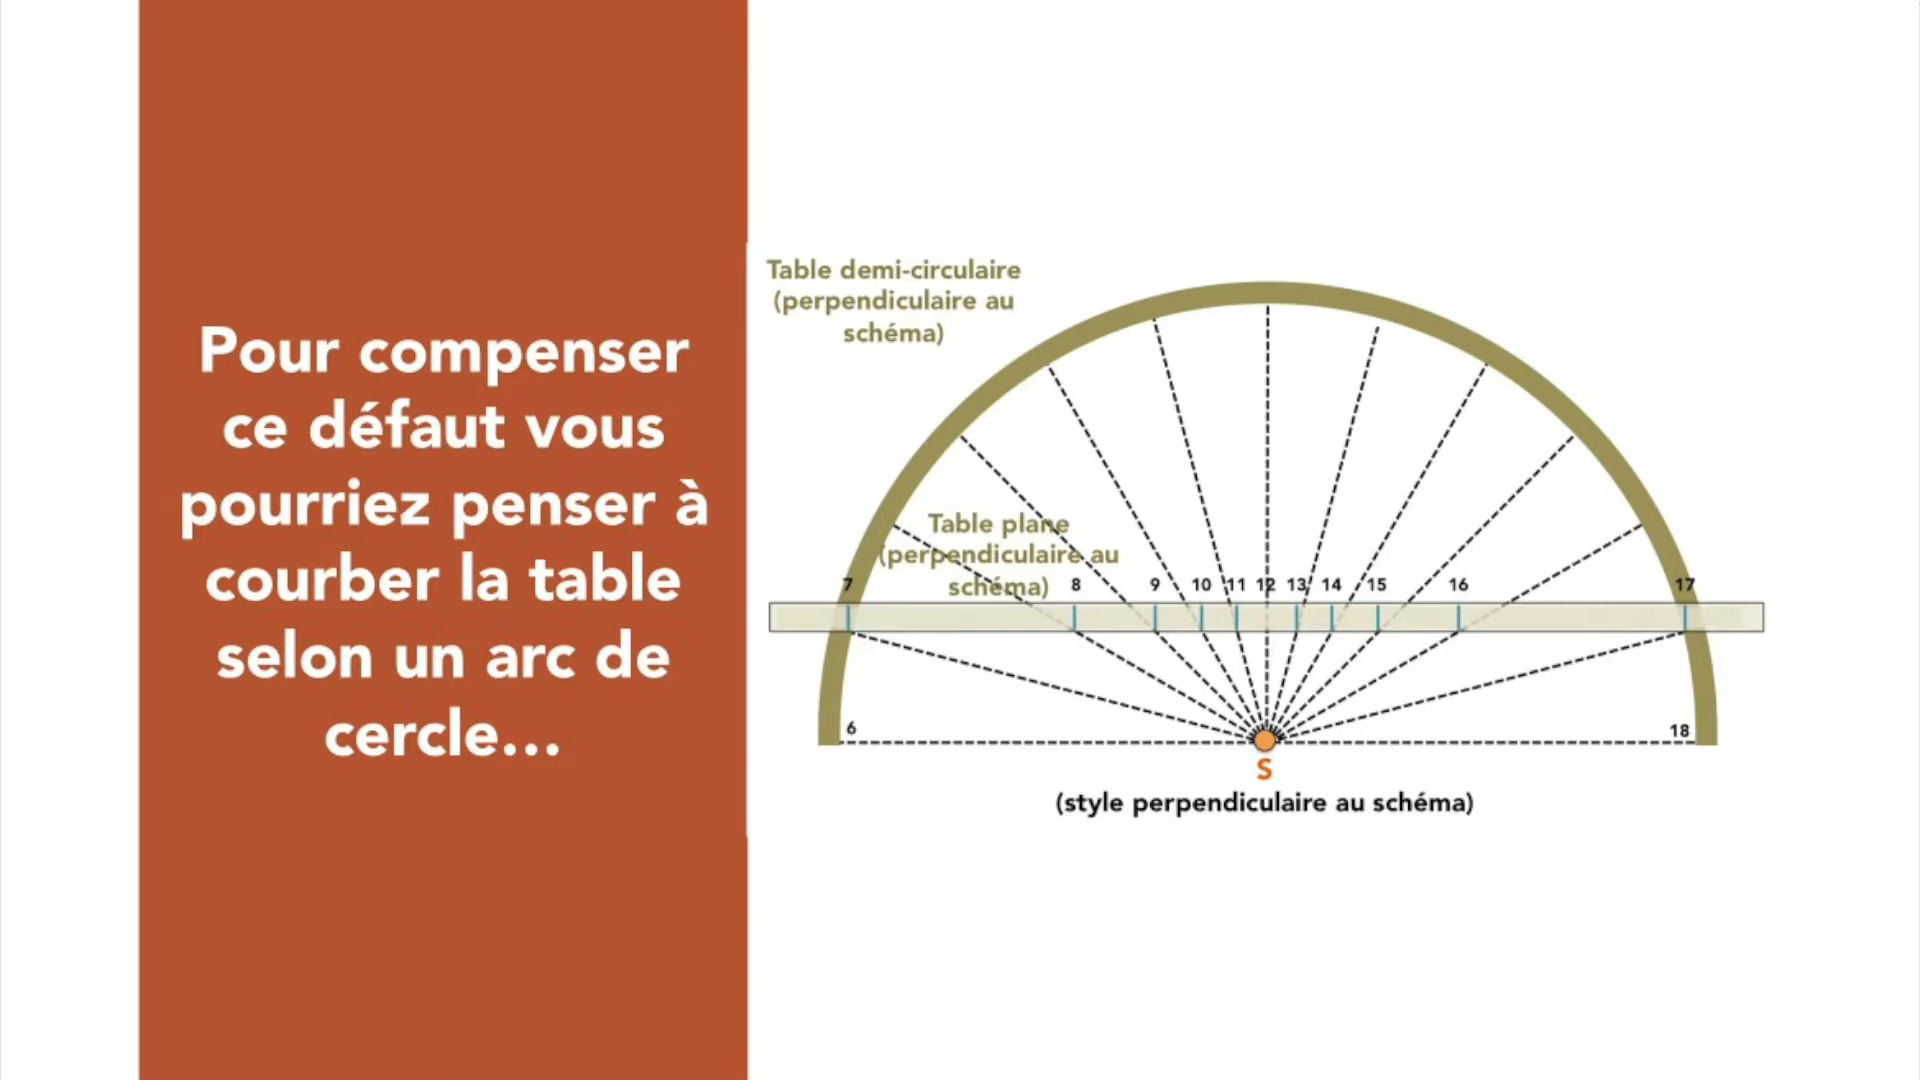 Pour compenser
ce défaut vous
pourriez penser à
courber la table
selon un arc de
cercle...
Table demi-circulaire
(perpendiculaire au
schéma)
Table plane
(perpendiculaire au
schéma)
7 8 9 10 11 12 13 14 15 16 17
6 18
S
(style perpendiculaire au schéma)